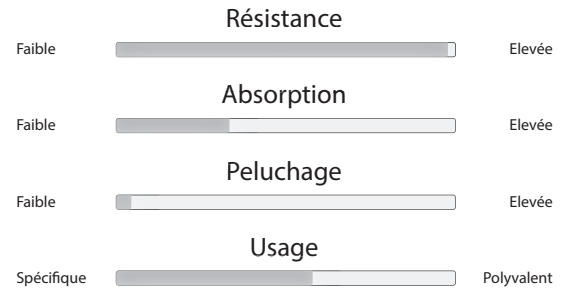 Résistance
Faible Elevée
Absorption
Faible Elevée
Peluchage
Faible Elevée
Usage
Spécifique Polyvalent